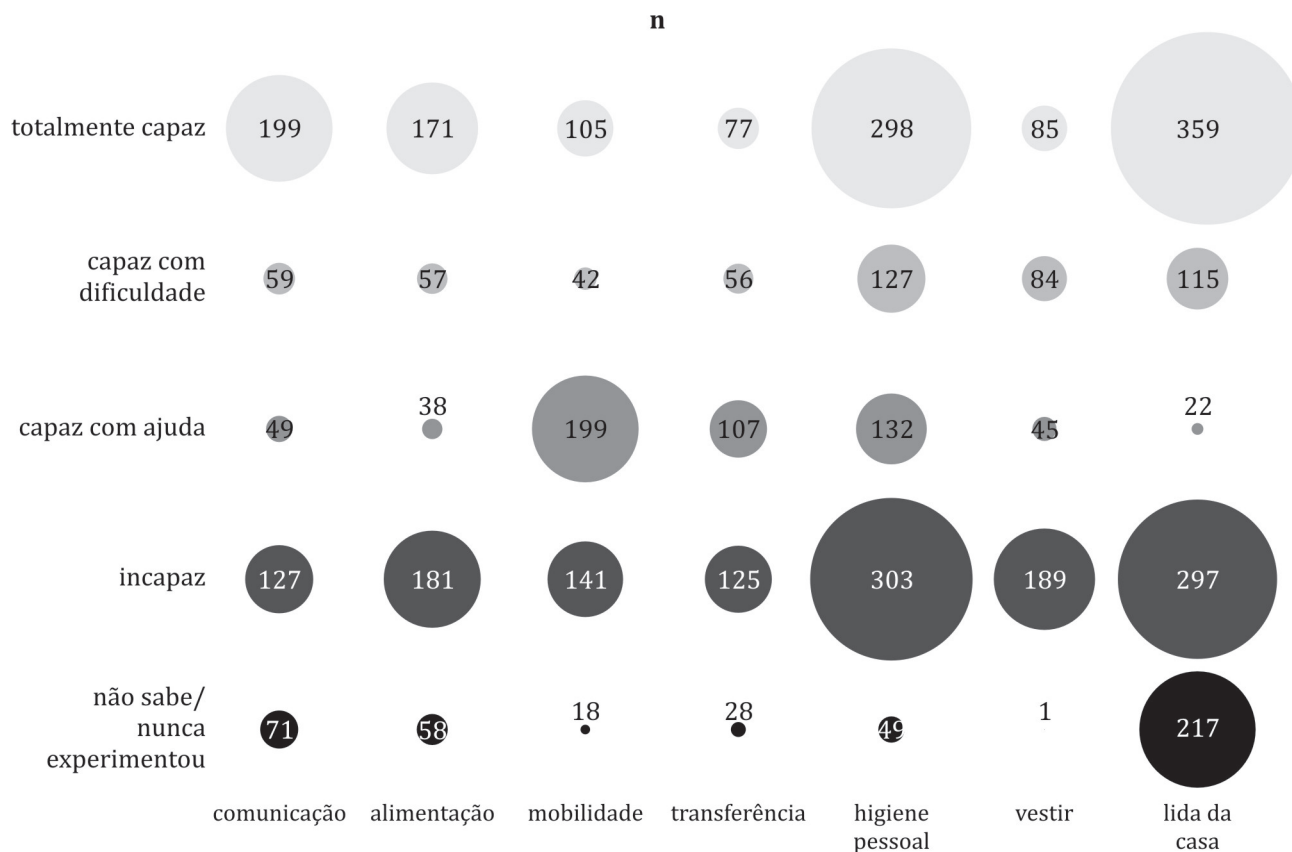 n
totalmente capaz 199 171 105 77 298 85 359
capaz com
dificuldade 59 57 42 56 127 84 115
capaz com ajuda 49 38 199 107 132 45 22
incapaz 127 181 141 125 303 189 297
não sabe/
nunca
experimentou 71 58 18 28 49 1 217
comunicação alimentação mobilidade transferência higiene
pessoal vestir lida da
casa